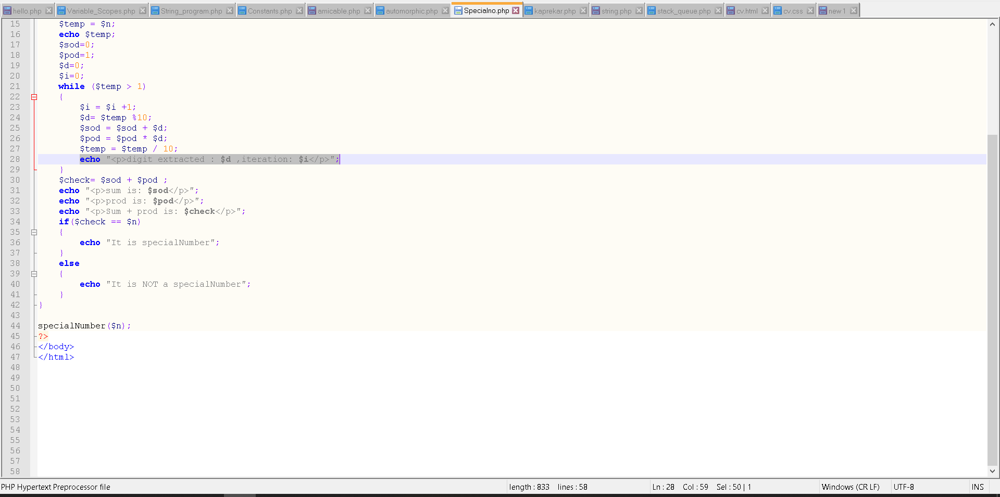 hello.php Variable_Scopes.php String_program.php Constants.php amicable.php automorphic.php Specialno.php kaprekar.php string.php stack_queue.php cv.html cv.css new 1
15 $temp = $n;
16 echo $temp;
17 $sod=0;
18 $pod=1;
19 $d=0;
20 $i=0;
21 while ($temp > 1)
22 {
23 $i = $i +1;
24 $d= $temp %10;
25 $sod = $sod + $d;
26 $pod = $pod * $d;
27 $temp = $temp / 10;
28 echo "<p>digit extracted : $d ,iteration: $i</p>";
29 }
30 $check= $sod + $pod ;
31 echo "<p>sum is: $sod</p>";
32 echo "<p>prod is: $pod</p>";
33 echo "<p>Sum + prod is: $check</p>";
34 if($check == $n)
35 {
36 echo "It is specialNumber";
37 }
38 else
39 {
40 echo "It is NOT a specialNumber";
41 }
42 }
43
44 specialNumber($n);
45 ?>
46 </body>
47 </html>
48
49
50
51
52
53
54
55
56
57
58
PHP Hypertext Preprocessor file length : 833 lines : 58 Ln : 28 Col : 59 Sel : 50 | 1 Windows (CR LF) UTF-8 INS